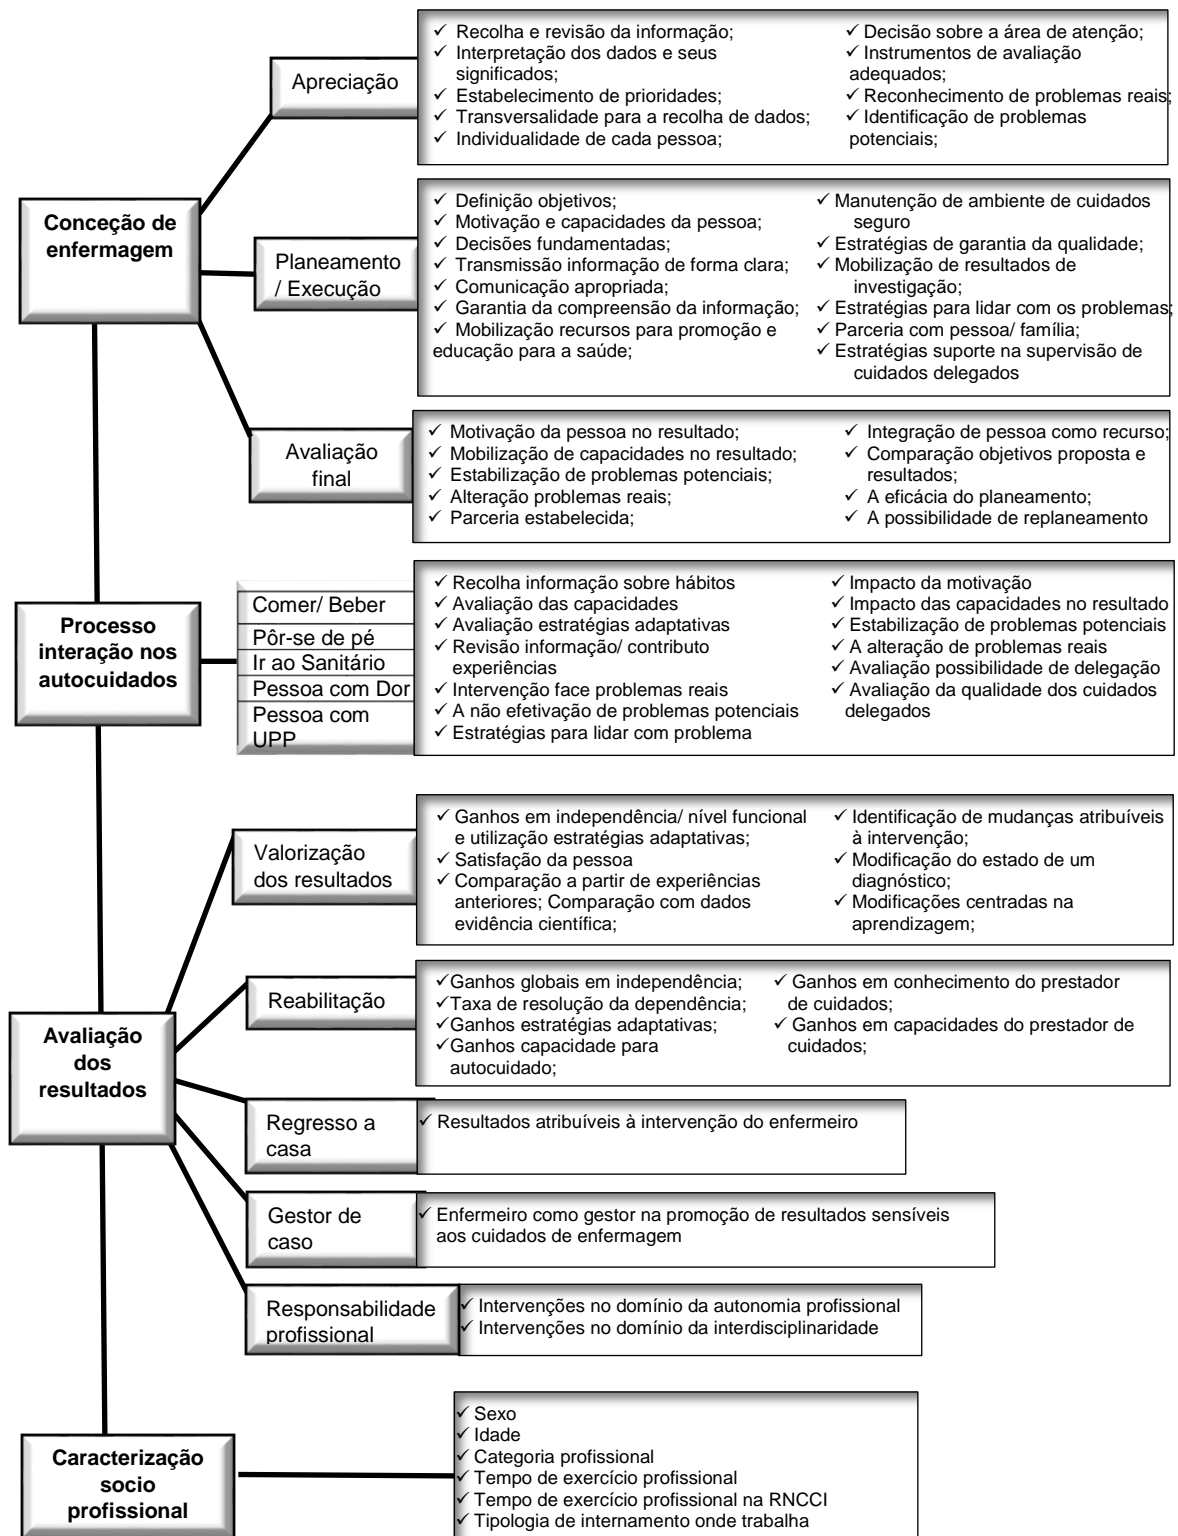 Conceção de
enfermagem
Apreciação
✓ Recolha e revisão da informação;
✓ Interpretação dos dados e seus
significados;
✓ Estabelecimento de prioridades;
✓ Transversalidade para a recolha de dados;
✓ Individualidade de cada pessoa;
✓ Decisão sobre a área de atenção;
✓ Instrumentos de avaliação
adequados;
✓ Reconhecimento de problemas reais;
✓ Identificação de problemas
potenciais;
Planeamento
/ Execução
✓ Definição objetivos;
✓ Motivação e capacidades da pessoa;
✓ Decisões fundamentadas;
✓ Transmissão informação de forma clara;
✓ Comunicação apropriada;
✓ Garantia da compreensão da informação;
✓ Mobilização recursos para promoção e
educação para a saúde;
✓ Manutenção de ambiente de cuidados
seguro
✓ Estratégias de garantia da qualidade;
✓ Mobilização de resultados de
investigação;
✓ Estratégias para lidar com os problemas;
✓ Parceria com pessoa/ família;
✓ Estratégias suporte na supervisão de
cuidados delegados
Avaliação
final
✓ Motivação da pessoa no resultado;
✓ Mobilização de capacidades no resultado;
✓ Estabilização de problemas potenciais;
✓ Alteração problemas reais;
✓ Parceria estabelecida;
✓ Integração de pessoa como recurso;
✓ Comparação objetivos proposta e
resultados;
✓ A eficácia do planeamento;
✓ A possibilidade de replaneamento
Processo
interação nos
autocuidados
Comer/ Beber
Pôr-se de pé
Ir ao Sanitário
Pessoa com Dor
Pessoa com
UPP
✓ Recolha informação sobre hábitos
✓ Avaliação das capacidades
✓ Avaliação estratégias adaptativas
✓ Revisão informação/ contributo
experiências
✓ Intervenção face problemas reais
✓ A não efetivação de problemas potenciais
✓ Estratégias para lidar com problema
✓ Impacto da motivação
✓ Impacto das capacidades no resultado
✓ Estabilização de problemas potenciais
✓ A alteração de problemas reais
✓ Avaliação possibilidade de delegação
✓ Avaliação da qualidade dos cuidados
delegados
Avaliação
dos
resultados
Valorização
dos resultados
✓ Ganhos em independência/ nível funcional
e utilização estratégias adaptativas;
✓ Satisfação da pessoa
✓ Comparação a partir de experiências
anteriores; Comparação com dados
evidência científica;
✓ Identificação de mudanças atribuíveis
à intervenção;
✓ Modificação do estado de um
diagnóstico;
✓ Modificações centradas na
aprendizagem;
Reabilitação
✓Ganhos globais em independência;
✓Taxa de resolução da dependência;
✓Ganhos estratégias adaptativas;
✓Ganhos capacidade para
autocuidado;
✓ Ganhos em conhecimento do prestador
de cuidados;
✓ Ganhos em capacidades do prestador de
cuidados;
Regresso a
casa
✓ Resultados atribuíveis à intervenção do enfermeiro
Gestor de
caso
✓ Enfermeiro como gestor na promoção de resultados sensíveis
aos cuidados de enfermagem
Responsabilidade
profissional
✓ Intervenções no domínio da autonomia profissional
✓ Intervenções no domínio da interdisciplinaridade
Caracterização
socio
profissional
✓ Sexo
✓ Idade
✓ Categoria profissional
✓ Tempo de exercício profissional
✓ Tempo de exercício profissional na RNCCI
✓ Tipologia de internamento onde trabalha